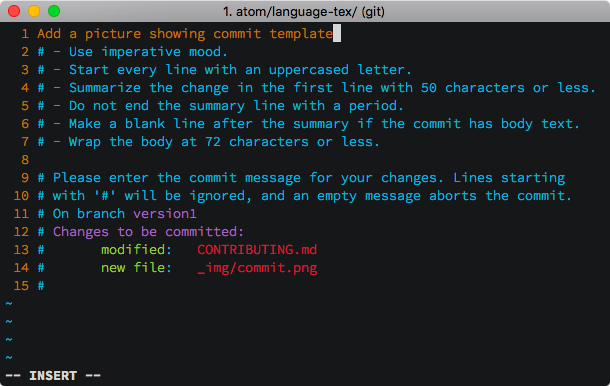 1. atom/language-tex/ (git)
1 Add a picture showing commit template
2 # - Use imperative mood.
3 # - Start every line with an uppercased letter.
4 # - Summarize the change in the first line with 50 characters or less.
5 # - Do not end the summary line with a period.
6 # - Make a blank line after the summary if the commit has body text.
7 # - Wrap the body at 72 characters or less.
8
9 # Please enter the commit message for your changes. Lines starting
10 # with '#' will be ignored, and an empty message aborts the commit.
11 # On branch version1
12 # Changes to be committed:
13 #       modified:   CONTRIBUTING.md
14 #       new file:   _img/commit.png
15 #
~
~
~
~
-- INSERT --